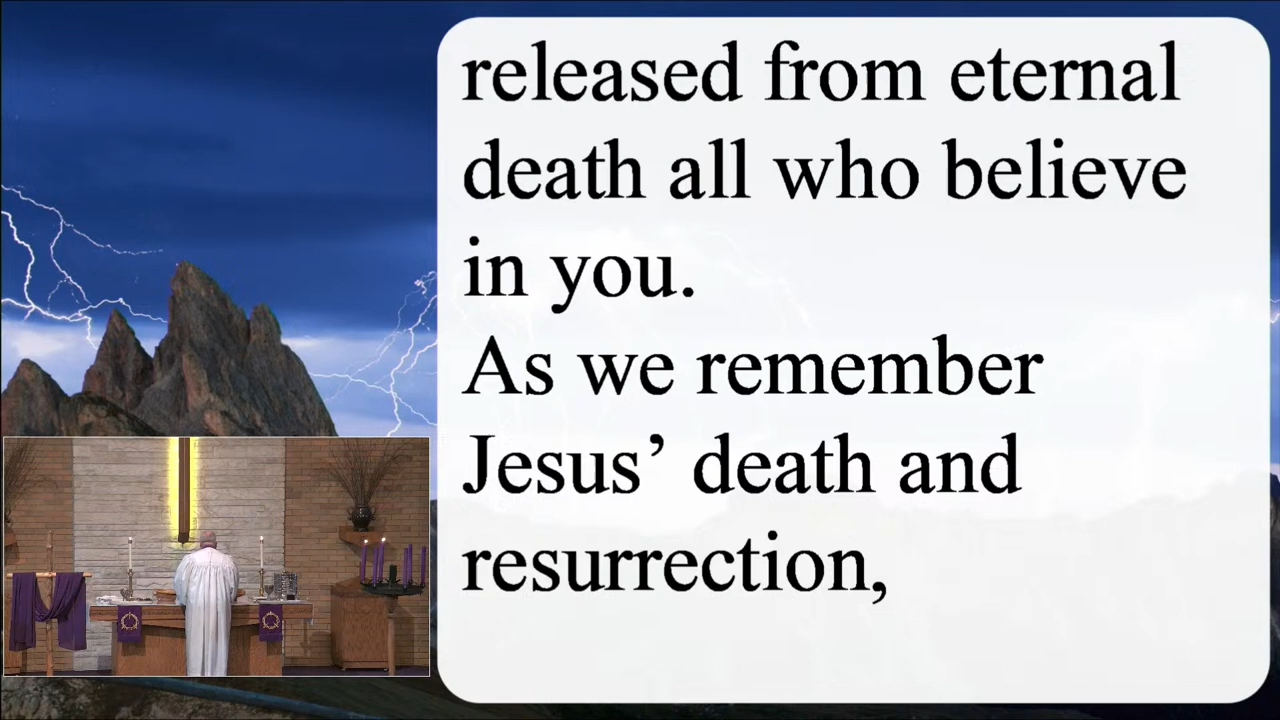 released from eternal
death all who believe
in you.
As we remember
Jesus’ death and
resurrection,